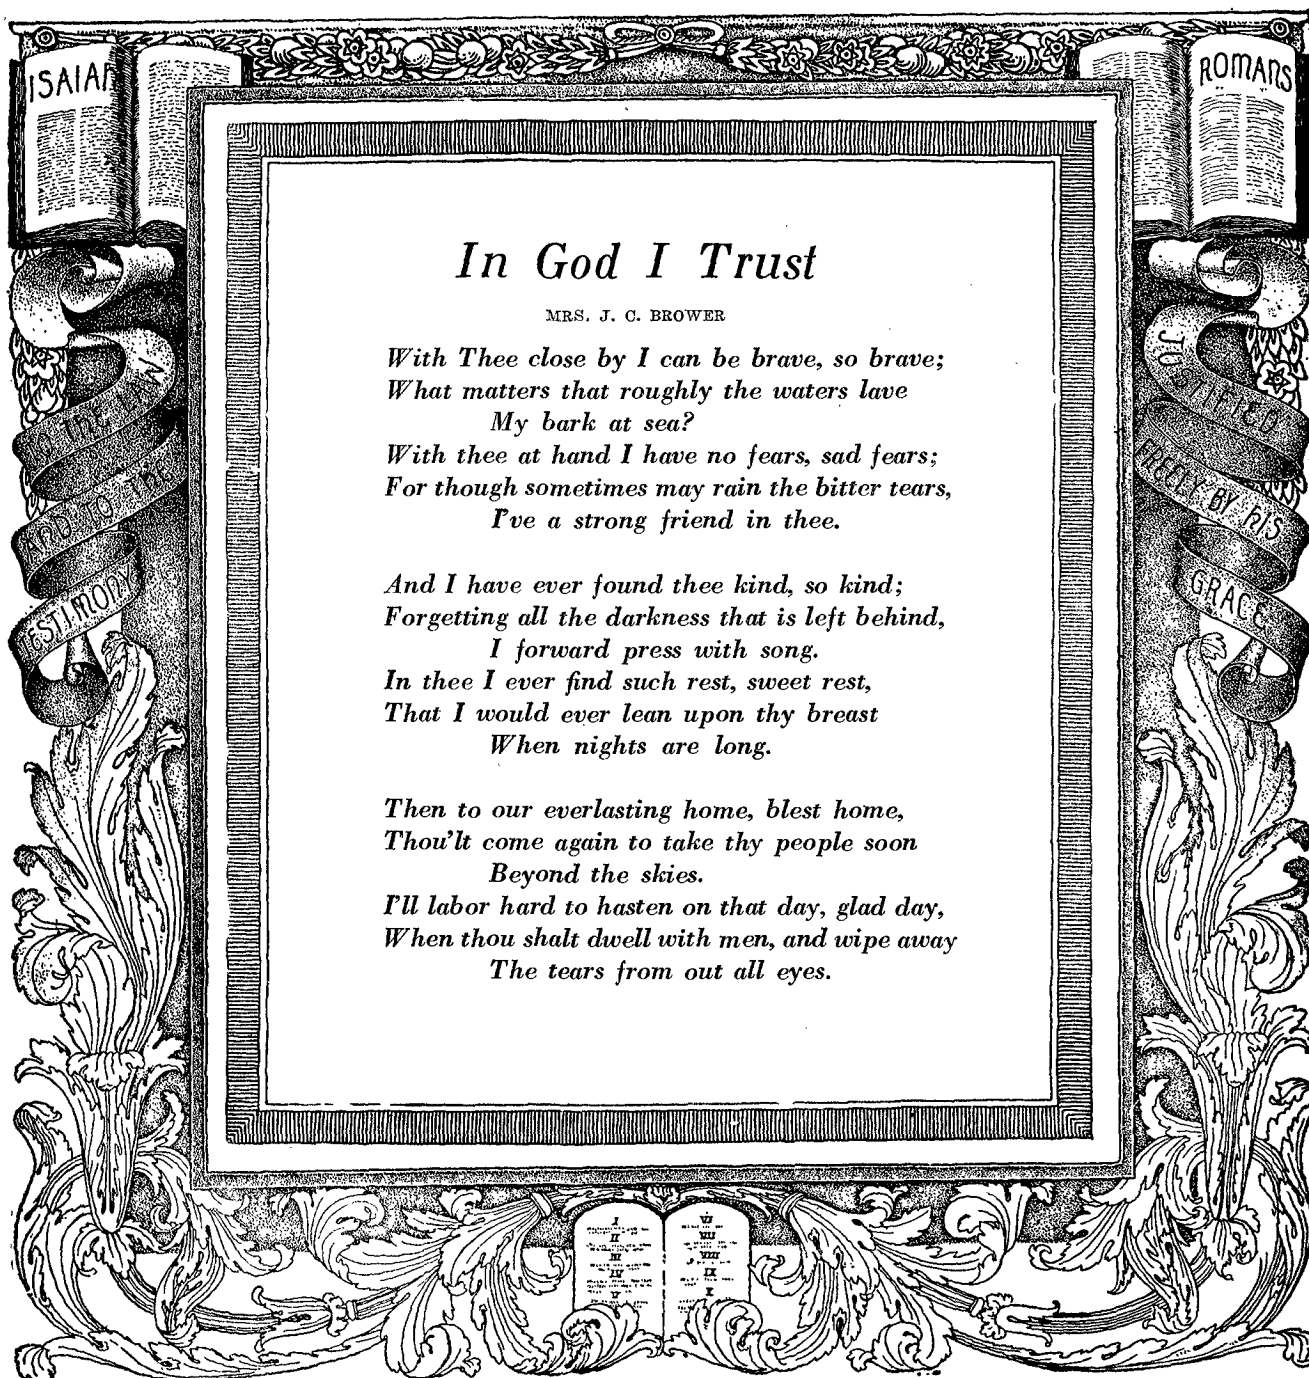 ISAIAH
ROMANS
In God I Trust
MRS. J. C. BROWER
With Thee close by I can be brave, so brave;
What matters that roughly the waters lave
My bark at sea?
With thee at hand I have no fears, sad fears;
For though sometimes may rain the bitter tears,
I've a strong friend in thee.
And I have ever found thee kind, so kind;
Forgetting all the darkness that is left behind,
I forward press with song.
In thee I ever find such rest, sweet rest,
That I would ever lean upon thy breast
When nights are long.
Then to our everlasting home, blest home,
Thou'lt come again to take thy people soon
Beyond the skies.
I'll labor hard to hasten on that day, glad day,
When thou shalt dwell with men, and wipe away
The tears from out all eyes.
TO THE LAW
AND TO THE
TESTIMONY
JUSTIFIED
FREELY BY HIS
GRACE
I
II
III
IV
V
VI
VII
VIII
IX
X